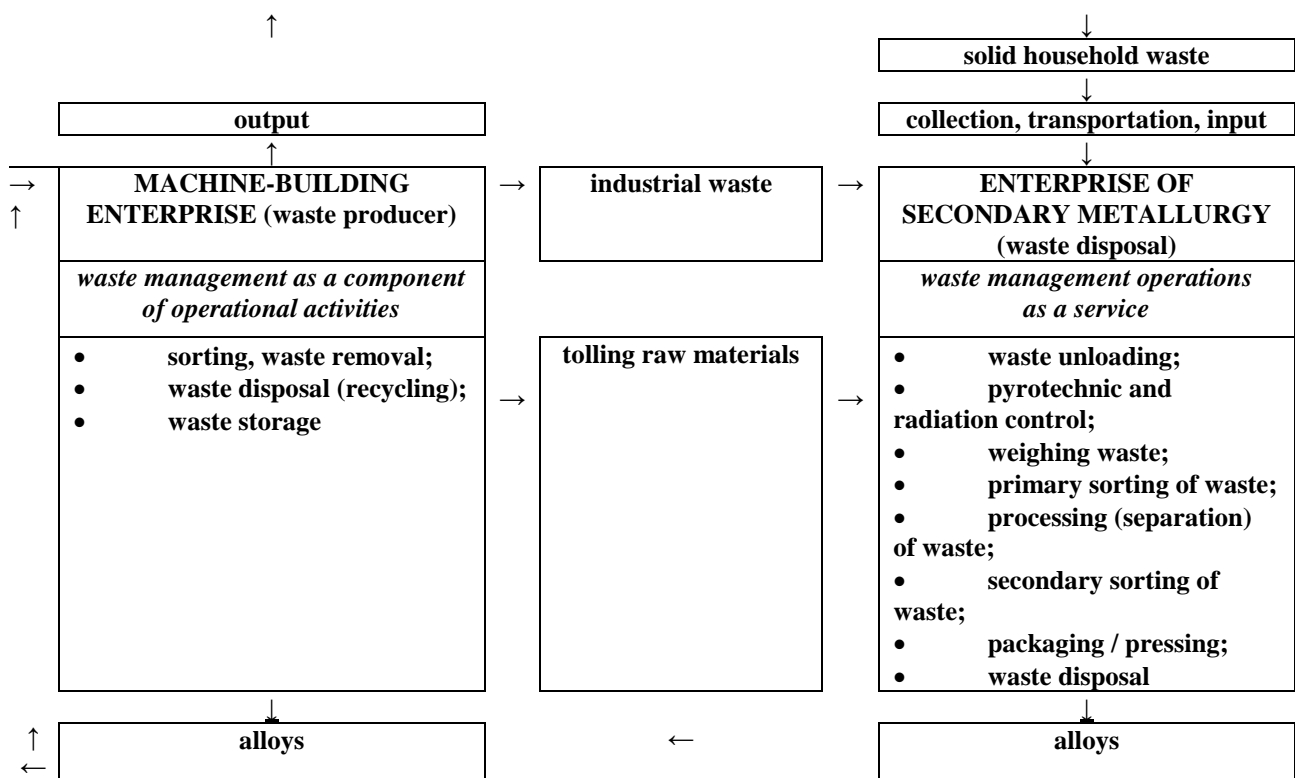 ↑ ↓
solid household waste
↓
output
collection, transportation, input
↑ ↓
→ MACHINE-BUILDING
ENTERPRISE (waste producer)
↑
→
industrial waste
→
ENTERPRISE OF
SECONDARY METALLURGY
(waste disposal)
waste management as a component
of operational activities
waste management operations
as a service
• sorting, waste removal;
• waste disposal (recycling);
• waste storage
→
tolling raw materials
→
• waste unloading;
• pyrotechnic and
radiation control;
• weighing waste;
• primary sorting of waste;
• processing (separation)
of waste;
• secondary sorting of
waste;
• packaging / pressing;
• waste disposal
↓ ↓
↑
←
alloys
←
alloys